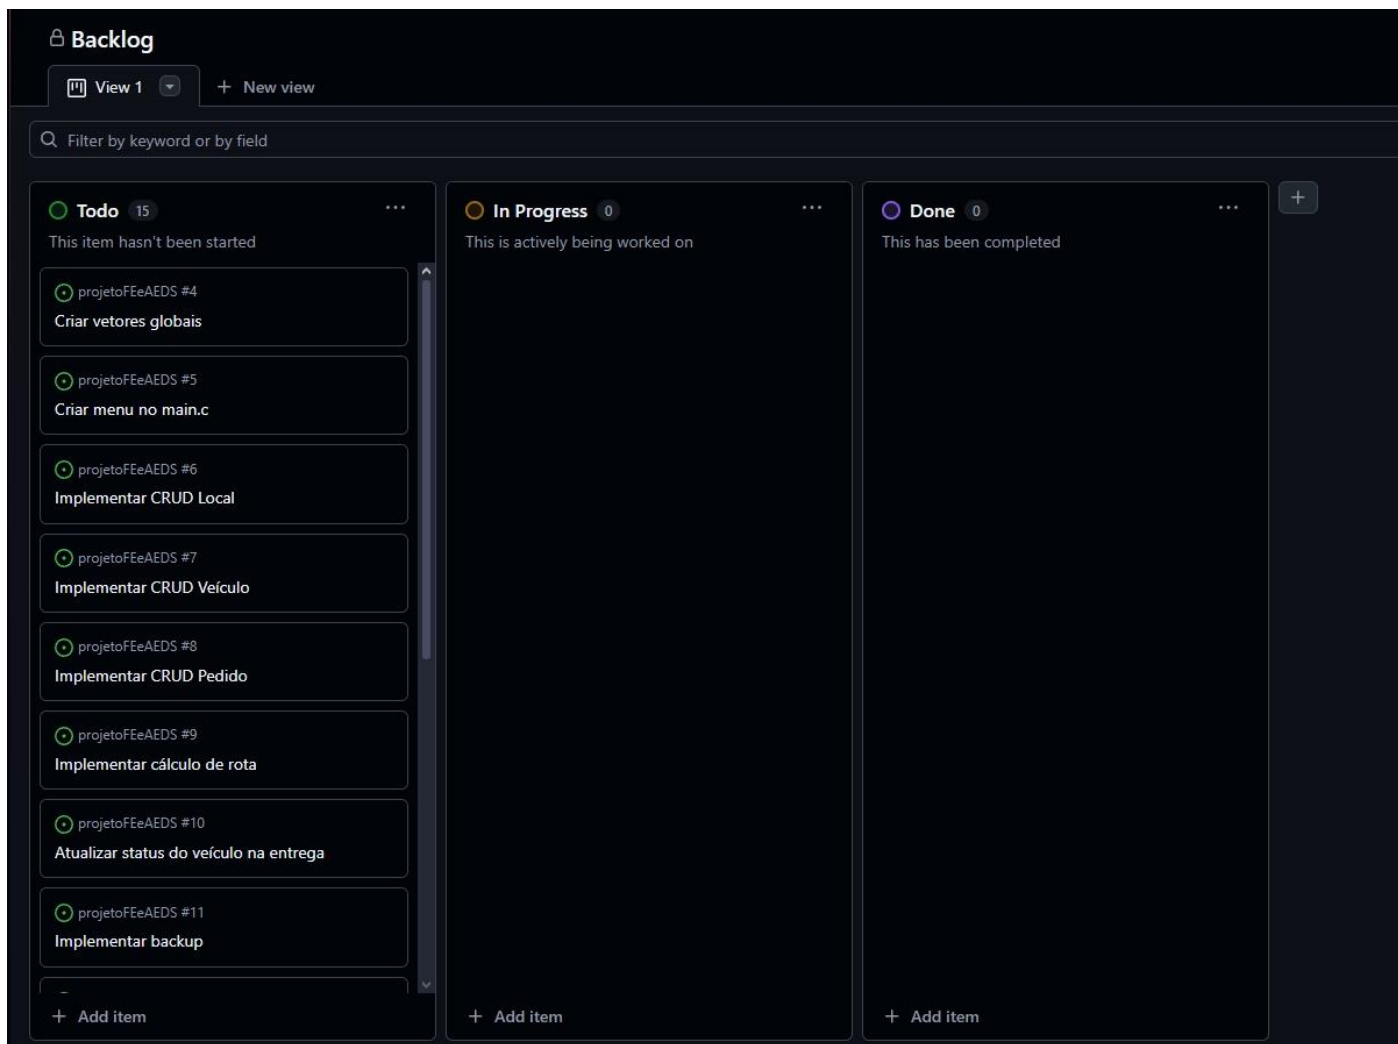 Backlog
View 1
New view
Filter by keyword or by field
Todo 15
This item hasn't been started
projetoFEeAEDS #4
Criar vetores globais
projetoFEeAEDS #5
Criar menu no main.c
projetoFEeAEDS #6
Implementar CRUD Local
projetoFEeAEDS #7
Implementar CRUD Veículo
projetoFEeAEDS #8
Implementar CRUD Pedido
projetoFEeAEDS #9
Implementar cálculo de rota
projetoFEeAEDS #10
Atualizar status do veículo na entrega
projetoFEeAEDS #11
Implementar backup
+ Add item
In Progress 0
This is actively being worked on
+ Add item
Done 0
This has been completed
+ Add item